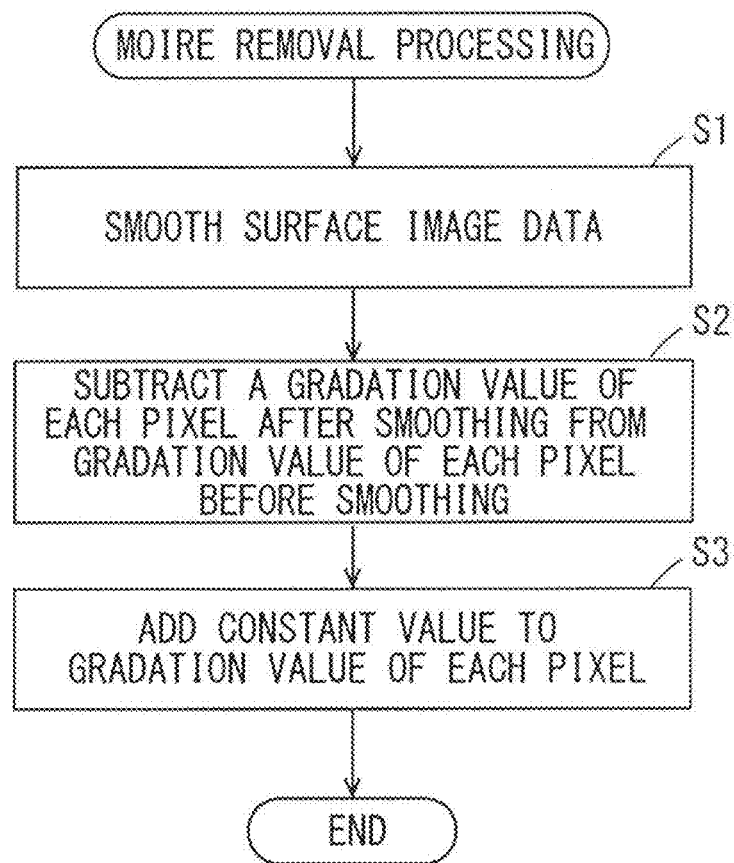 MOIRE REMOVAL PROCESSING
S1
SMOOTH SURFACE IMAGE DATA
S2
SUBTRACT A GRADATION VALUE OF
EACH PIXEL AFTER SMOOTHING FROM
GRADATION VALUE OF EACH PIXEL
BEFORE SMOOTHING
S3
ADD CONSTANT VALUE TO
GRADATION VALUE OF EACH PIXEL
END